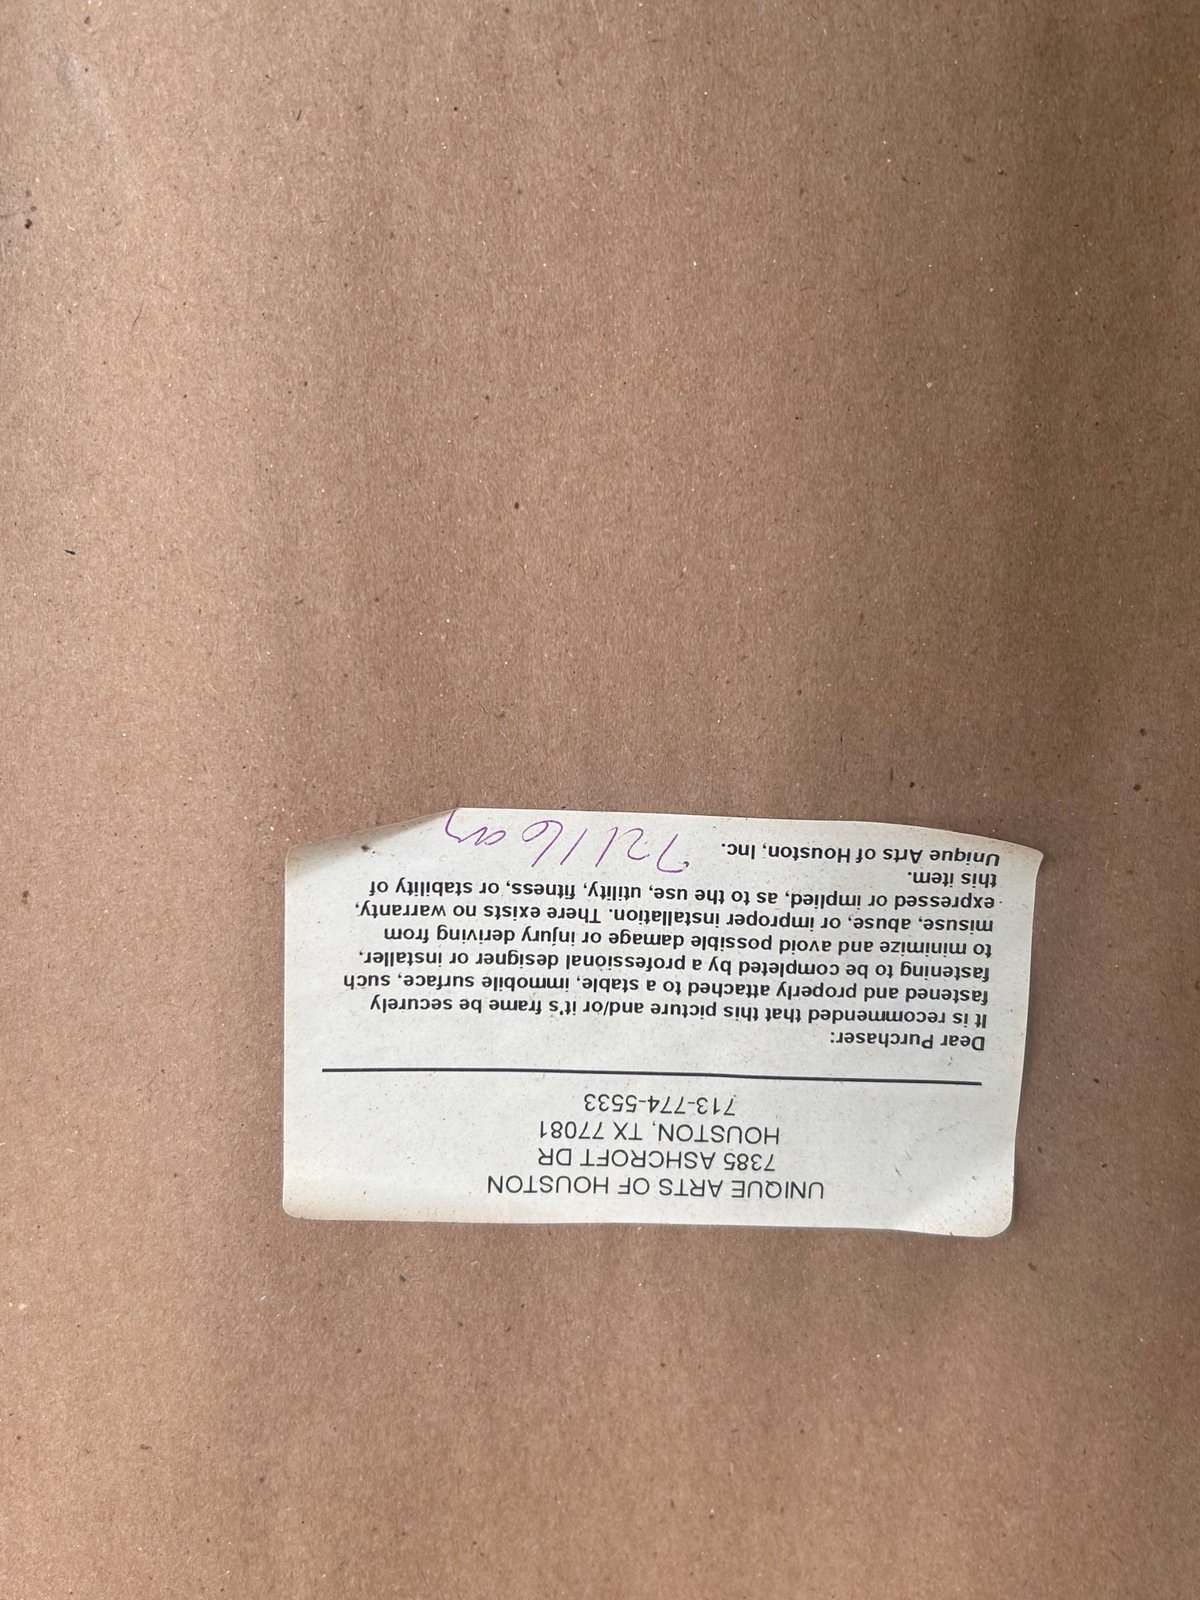 UNIQUE ARTS OF HOUSTON
7385 ASHCROFT DR
HOUSTON, TX 77081
713-774-5533
Dear Purchaser:
It is recommended that this picture and/or it's frame be securely
fastened and properly attached to a stable, immobile surface, such
fastening to be completed by a professional designer or installer,
to minimize and avoid possible damage or injury deriving from
misuse, abuse, or improper installation. There exists no warranty,
expressed or implied, as to the use, utility, fitness, or stability of
this item.
Unique Arts of Houston, Inc.